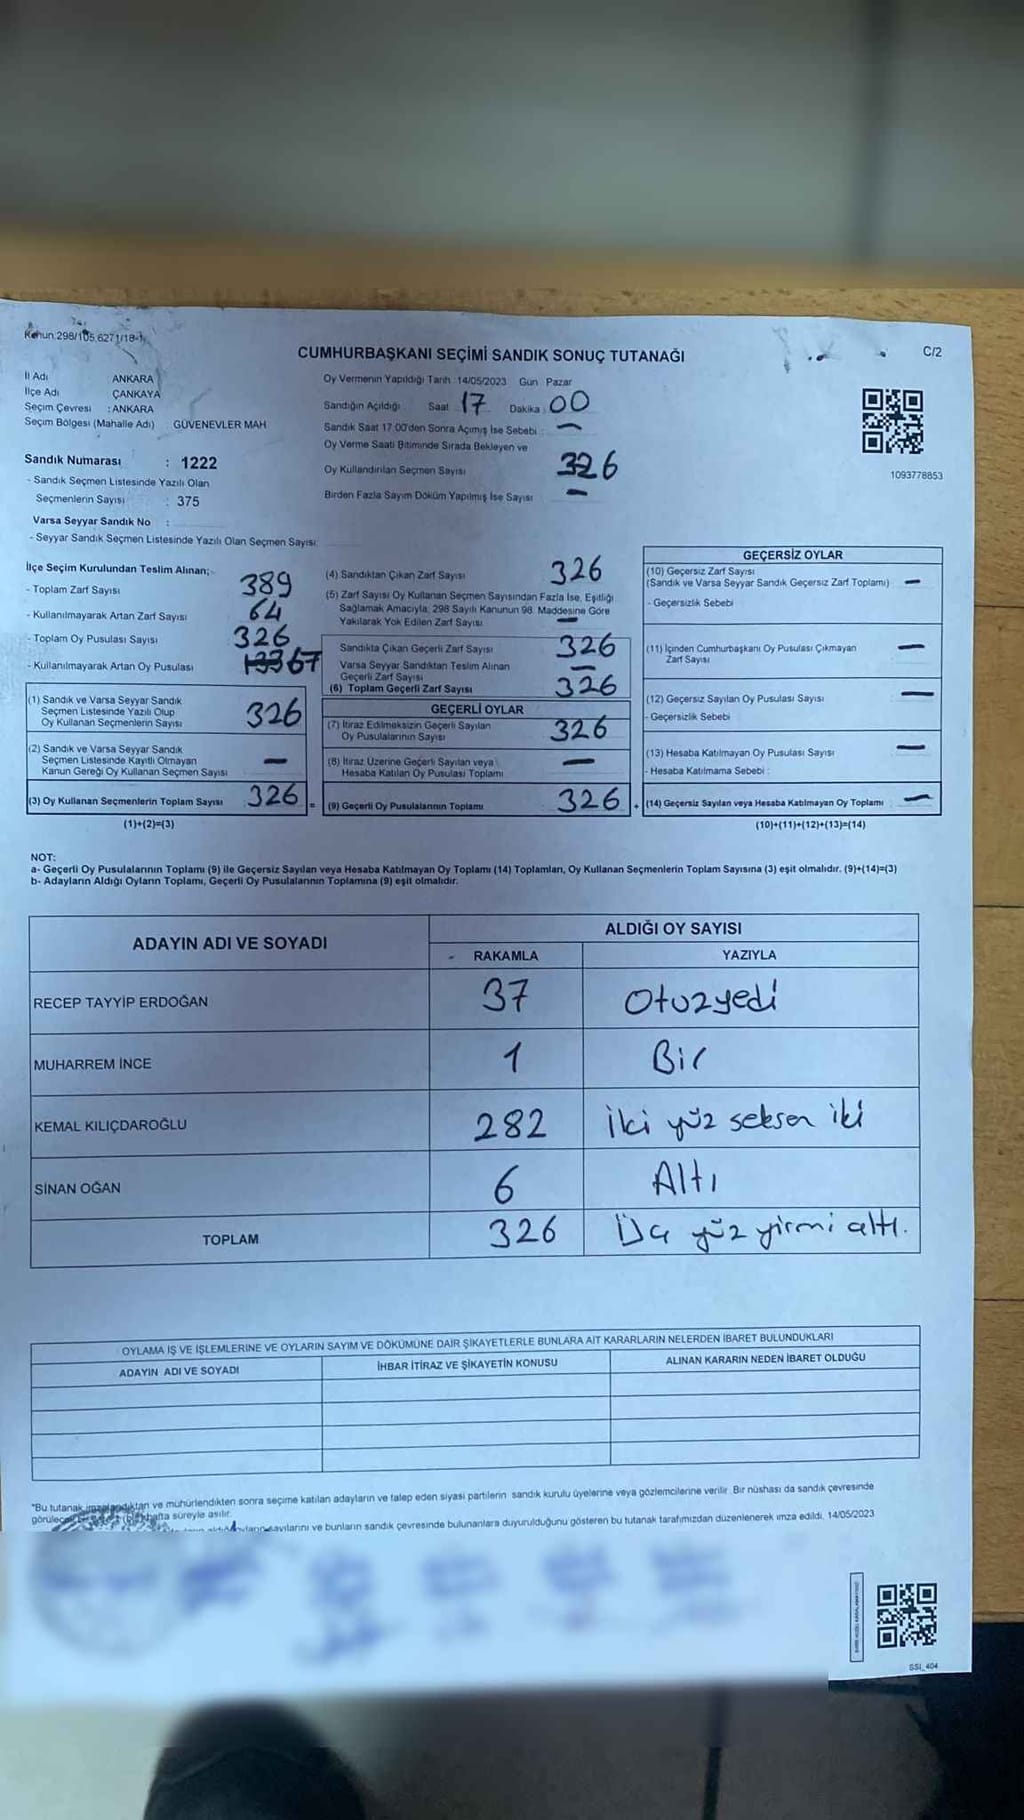 Kanun:298/105,6271/18-1
CUMHURBAŞKANI SEÇİMİ SANDIK SONUÇ TUTANAĞI
C/2
İl Adı ANKARA
İlçe Adı ÇANKAYA
Seçim Çevresi : ANKARA
Seçim Bölgesi (Mahalle Adı) GÜVENEVLER MAH
Sandık Numarası : 1222
- Sandık Seçmen Listesinde Yazılı Olan
Seçmenlerin Sayısı : 375
Varsa Seyyar Sandık No :
- Seyyar Sandık Seçmen Listesinde Yazılı Olan Seçmen Sayısı:
Oy Vermenin Yapıldığı Tarih 14/05/2023 Gün Pazar
Sandığın Açıldığı Saat 17 Dakika : 00
Sandık Saat 17.00'den Sonra Açımış İse Sebebi : —
Oy Verme Saati Bitiminde Sırada Bekleyen ve
Oy Kullandırılan Seçmen Sayısı 326
Birden Fazla Sayım Döküm Yapılmış İse Sayısı —
1093778853
İlçe Seçim Kurulundan Teslim Alınan;
- Toplam Zarf Sayısı 389
- Kullanılmayarak Artan Zarf Sayısı 64
- Toplam Oy Pusulası Sayısı 326
- Kullanılmayarak Artan Oy Pusulası 67
(1) Sandık ve Varsa Seyyar Sandık
Seçmen Listesinde Yazılı Olup
Oy Kullanan Seçmenlerin Sayısı 326
(2) Sandık ve Varsa Seyyar Sandık
Seçmen Listesinde Kayıtlı Olmayan
Kanun Gereği Oy Kullanan Seçmen Sayısı —
(3) Oy Kullanan Seçmenlerin Toplam Sayısı 326 =
(1)+(2)=(3)
(4) Sandıktan Çıkan Zarf Sayısı 326
(5) Zarf Sayısı Oy Kullanan Seçmen Sayısından Fazla İse, Eşitliği
Sağlamak Amacıyla, 298 Sayılı Kanunun 98. Maddesine Göre
Yakılarak Yok Edilen Zarf Sayısı —
Sandıkta Çıkan Geçerli Zarf Sayısı 326
Varsa Seyyar Sandıktan Teslim Alınan
Geçerli Zarf Sayısı —
(6) Toplam Geçerli Zarf Sayısı 326
GEÇERLİ OYLAR
(7) İtiraz Edilmeksizin Geçerli Sayılan
Oy Pusulalarının Sayısı 326
(8) İtiraz Üzerine Geçerli Sayılan veya
Hesaba Katılan Oy Pusulası Toplamı —
(9) Geçerli Oy Pusulalarının Toplamı 326 +
GEÇERSİZ OYLAR
(10) Geçersiz Zarf Sayısı
(Sandık ve Varsa Seyyar Sandık Geçersiz Zarf Toplamı) —
- Geçersizlik Sebebi
(11) İçinden Cumhurbaşkanı Oy Pusulası Çıkmayan
Zarf Sayısı —
(12) Geçersiz Sayılan Oy Pusulası Sayısı —
- Geçersizlik Sebebi
(13) Hesaba Katılmayan Oy Pusulası Sayısı —
- Hesaba Katılmama Sebebi :
(14) Geçersiz Sayılan veya Hesaba Katılmayan Oy Toplamı —
(10)+(11)+(12)+(13)=(14)
NOT:
a- Geçerli Oy Pusulalarının Toplamı (9) ile Geçersiz Sayılan veya Hesaba Katılmayan Oy Toplamı (14) Toplamları, Oy Kullanan Seçmenlerin Toplam Sayısına (3) eşit olmalıdır. (9)+(14)=(3)
b- Adayların Aldığı Oyların Toplamı, Geçerli Oy Pusulalarının Toplamına (9) eşit olmalıdır.
ADAYIN ADI VE SOYADI
ALDIĞI OY SAYISI
RAKAMLA YAZIYLA
RECEP TAYYİP ERDOĞAN 37 Otuzyedi
MUHARREM İNCE 1 Bir
KEMAL KILIÇDAROĞLU 282 İki yüz seksen iki
SİNAN OĞAN 6 Altı
TOPLAM 326 Üç yüz yirmi altı.
OYLAMA İŞ VE İŞLEMLERİNE VE OYLARIN SAYIM VE DÖKÜMÜNE DAİR ŞİKAYETLERLE BUNLARA AİT KARARLARIN NELERDEN İBARET BULUNDUKLARI
ADAYIN ADI VE SOYADI İHBAR İTİRAZ VE ŞİKAYETİN KONUSU ALINAN KARARIN NEDEN İBARET OLDUĞU
"Bu tutanak imzalandıktan ve mühürlendikten sonra seçime katılan adayların ve talep eden siyasi partilerin sandık kurulu üyelerine veya gözlemcilerine verilir. Bir nüshası da sandık çevresinde
görülecek (bir) hafta süreyle asılır.
sayılarını ve bunların sandık çevresinde bulunanlara duyurulduğunu gösteren bu tutanak tarafımızdan düzenlenerek imza edildi. 14/05/2023
SSI_404